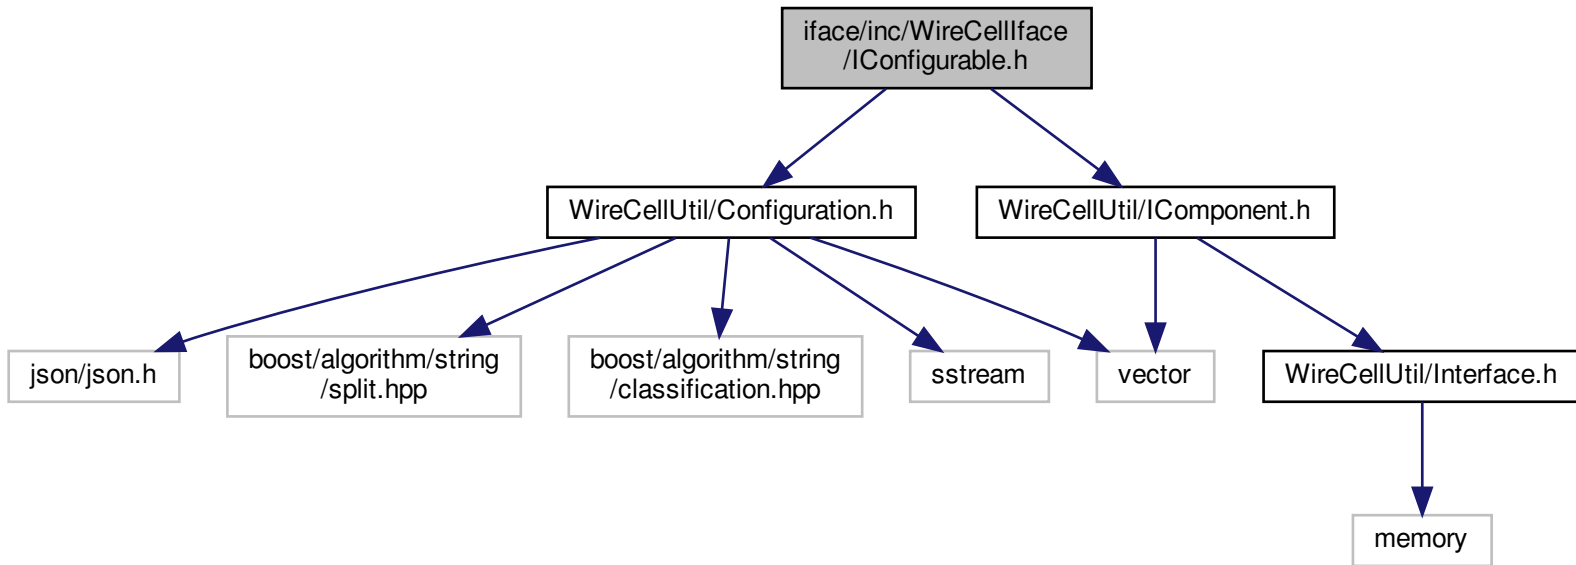 iface/inc/WireCellIface
/IConfigurable.h
WireCellUtil/Configuration.h
WireCellUtil/IComponent.h
json/json.h
boost/algorithm/string
/split.hpp
boost/algorithm/string
/classification.hpp
sstream
vector
WireCellUtil/Interface.h
memory